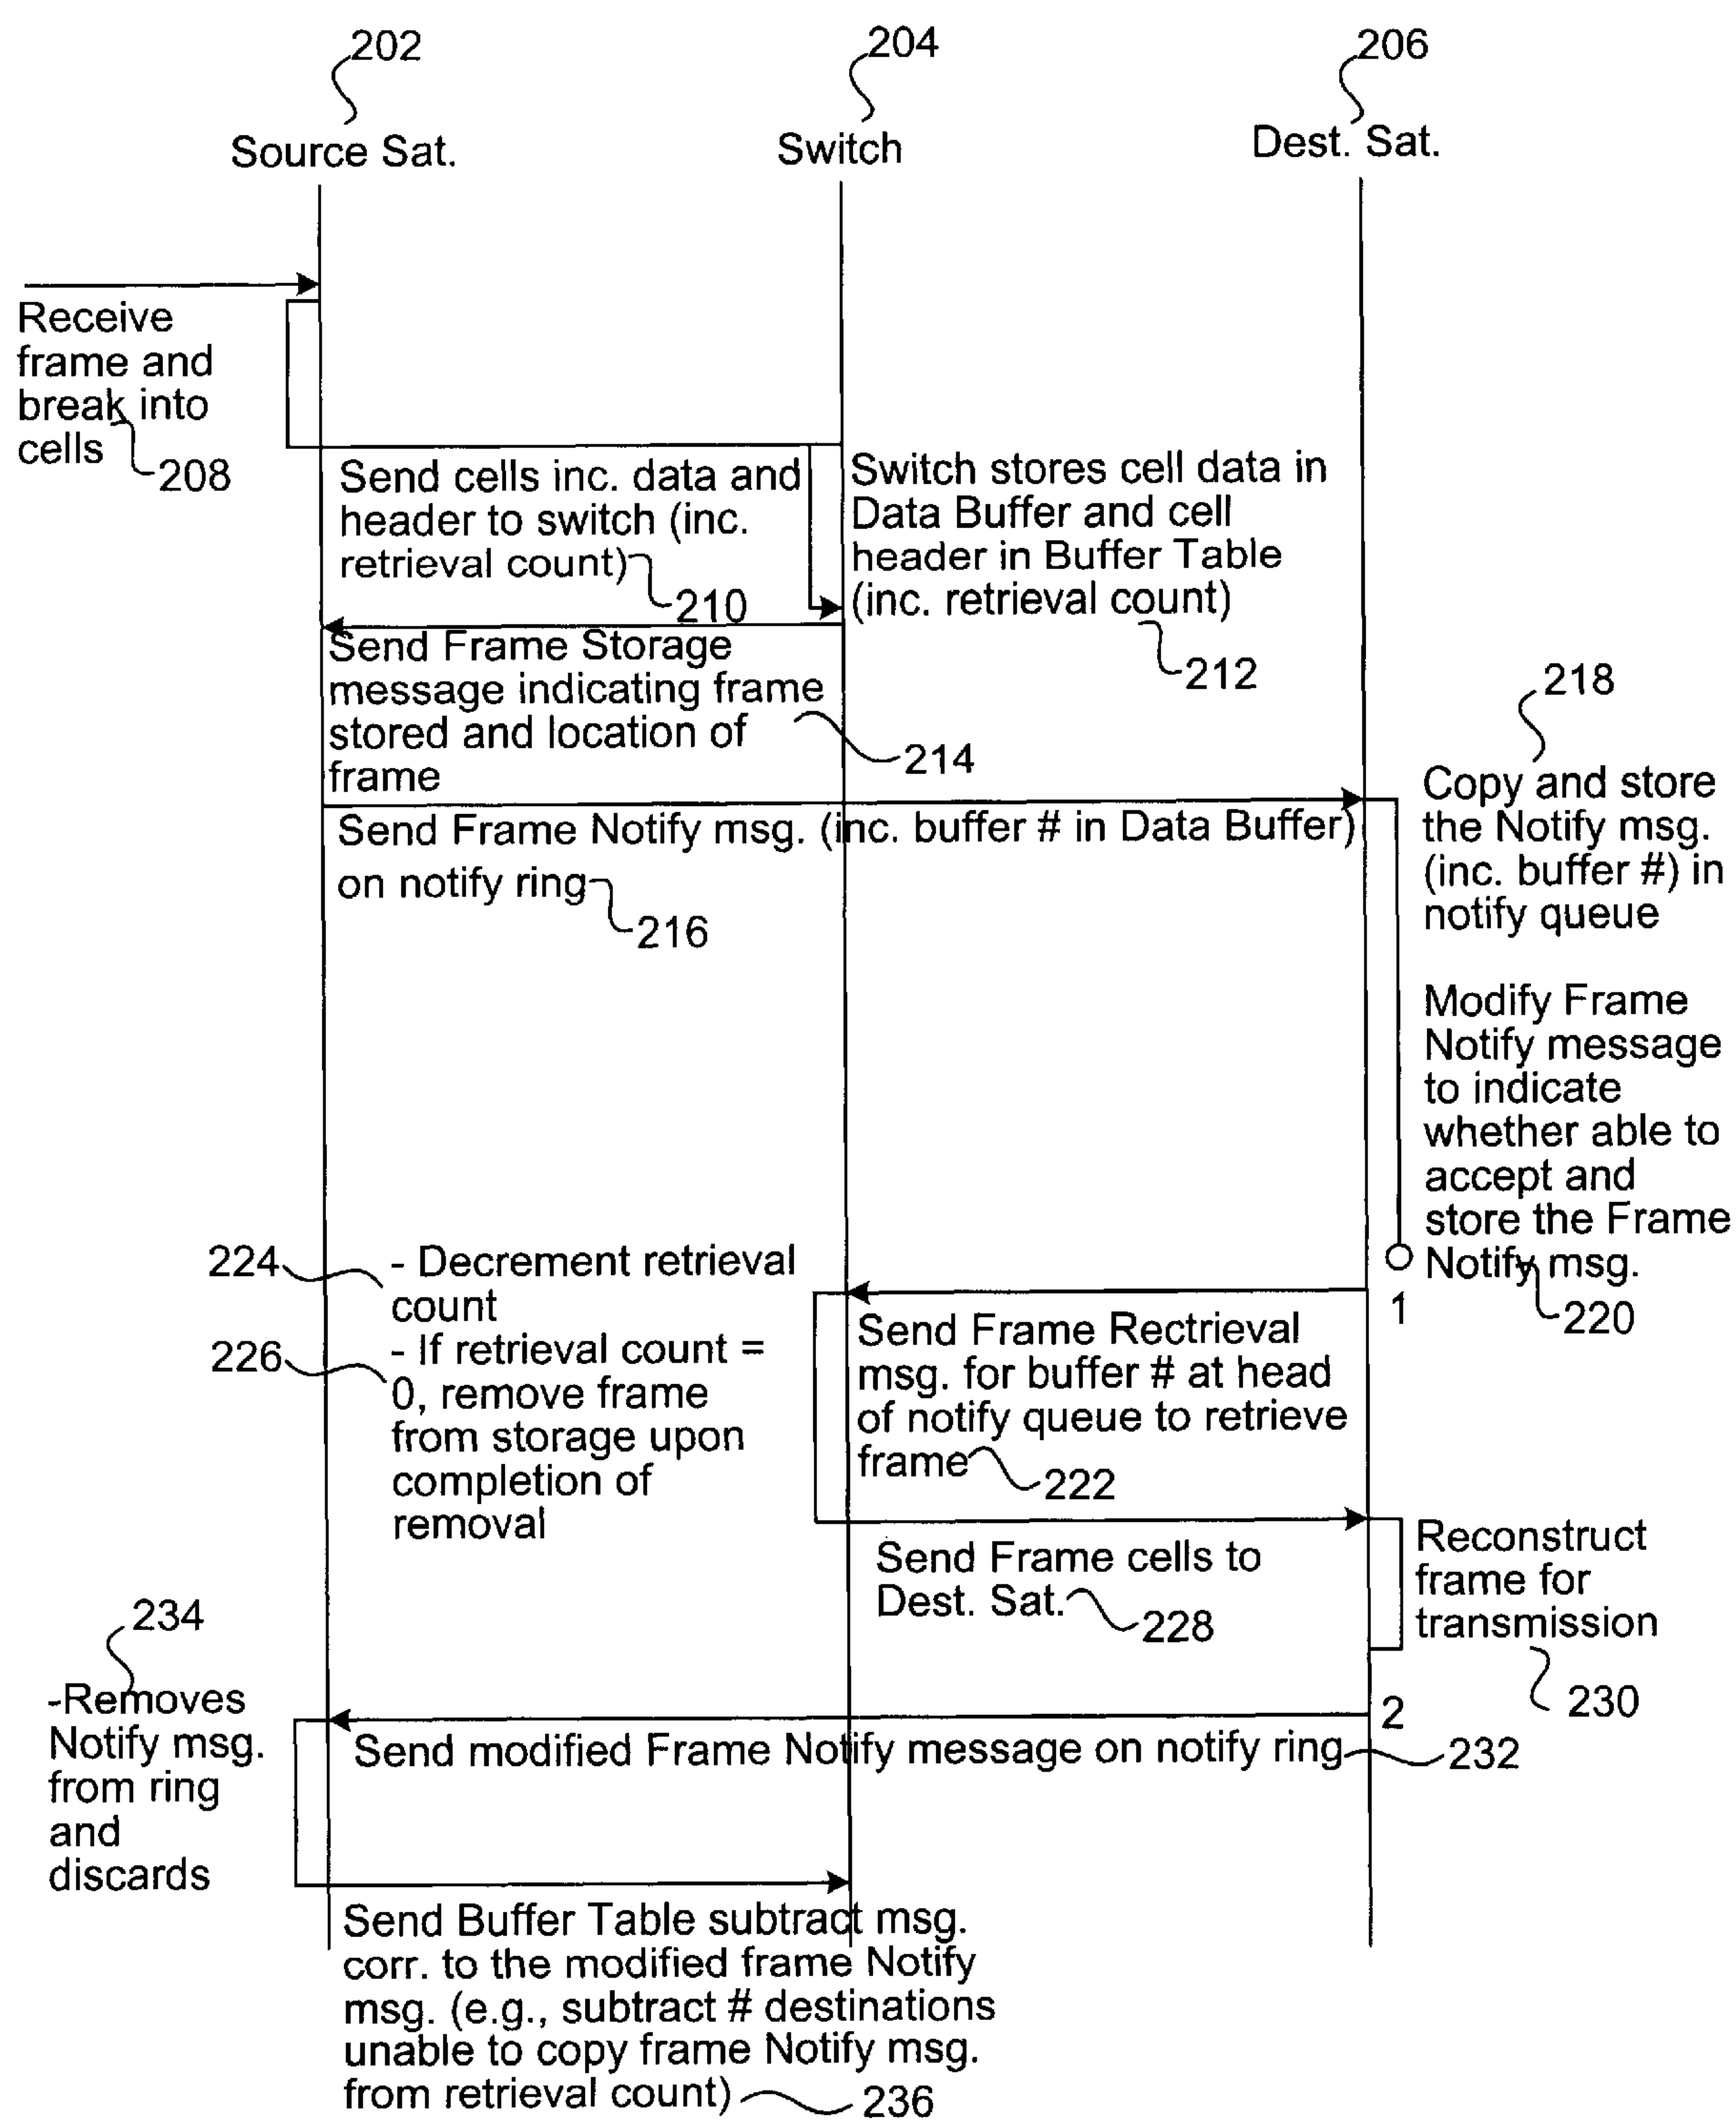 202
204
206
Source Sat.
Switch
Dest. Sat.
Receive
frame and
break into
cells
208
Send cells inc. data and
header to switch (inc.
retrieval count)
210
Switch stores cell data in
Data Buffer and cell
header in Buffer Table
(inc. retrieval count)
212
Send Frame Storage
message indicating frame
stored and location of
frame
214
Send Frame Notify msg. (inc. buffer # in Data Buffer)
on notify ring
216
218
Copy and store
the Notify msg.
(inc. buffer #) in
notify queue
Modify Frame
Notify message
to indicate
whether able to
accept and
store the Frame
Notify msg.
220
1
224
- Decrement retrieval
count
226
- If retrieval count =
0, remove frame
from storage upon
completion of
removal
Send Frame Rectrieval
msg. for buffer # at head
of notify queue to retrieve
frame
222
Send Frame cells to
Dest. Sat.
228
Reconstruct
frame for
transmission
230
2
234
-Removes
Notify msg.
from ring
and
discards
Send modified Frame Notify message on notify ring
232
Send Buffer Table subtract msg.
corr. to the modified frame Notify
msg. (e.g., subtract # destinations
unable to copy frame Notify msg.
from retrieval count)
236